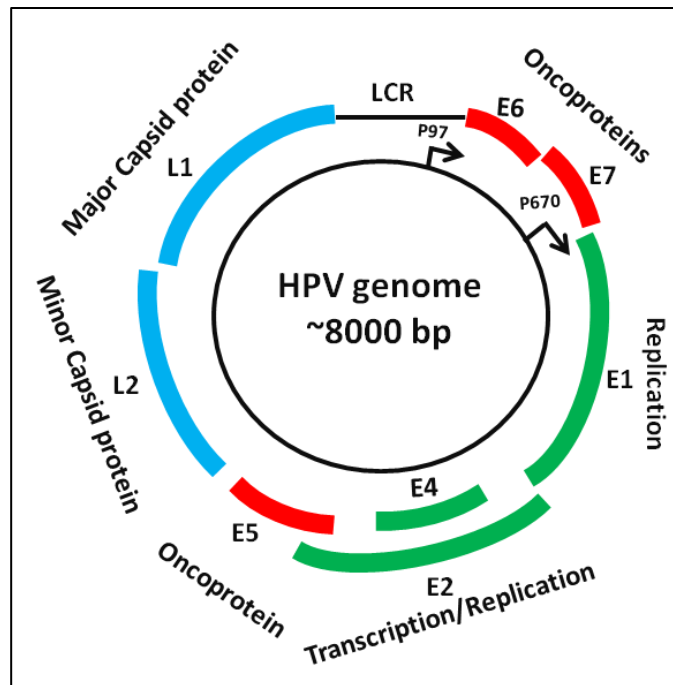 LCR
P97
E6
Oncoproteins
E7
P670
E1
Replication
E4
E2
Transcription/Replication
E5
Oncoprotein
L2
Minor Capsid protein
L1
Major Capsid protein
HPV genome
~8000 bp